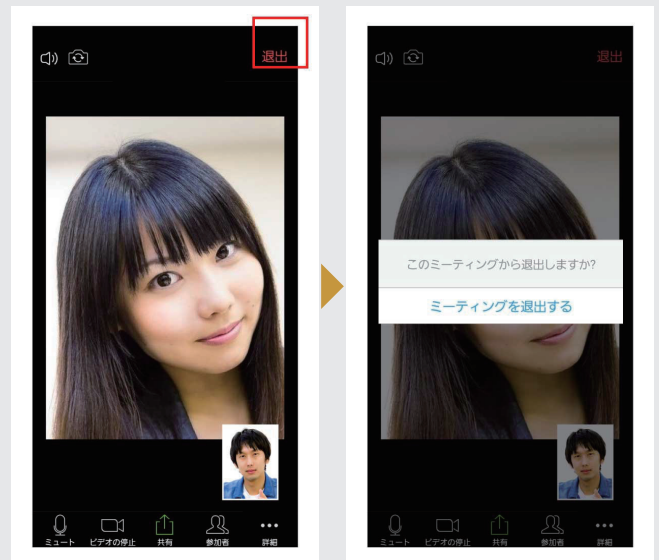 退出
ミュート
ビデオの停止
共有
参加者
詳細
退出
このミーティングから退出しますか?
ミーティングを退出する
ミュート
ビデオの停止
共有
参加者
詳細